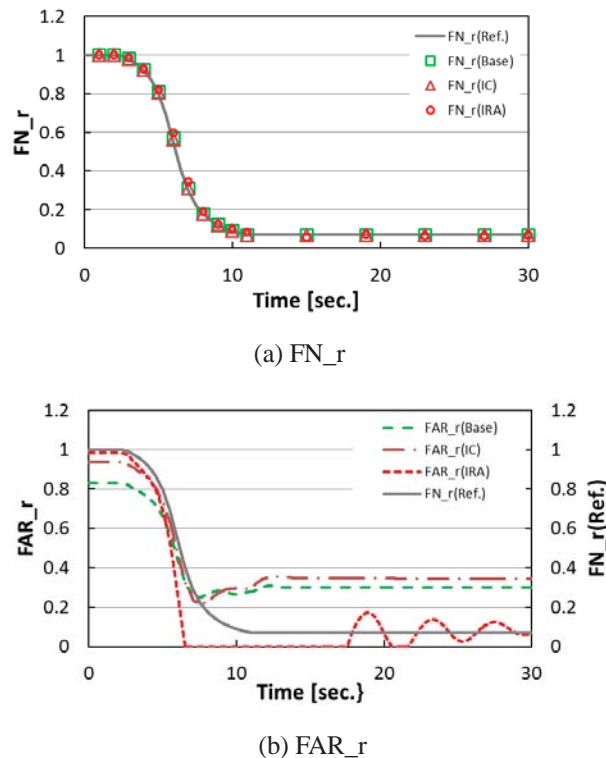 1.2
1
0.8
0.6
0.4
0.2
0
FN_r
FN_r(Ref.)
FN_r(Base)
FN_r(IC)
FN_r(IRA)
0 10 20 30
Time [sec.]
(a) FN_r
1.2
1
0.8
0.6
0.4
0.2
0
FAR_r
FAR_r(Base)
FAR_r(IC)
FAR_r(IRA)
FN_r(Ref.)
1.2
1
0.8
0.6
0.4
0.2
0
FN_r(Ref.)
0 10 20 30
Time [sec.}
(b) FAR_r